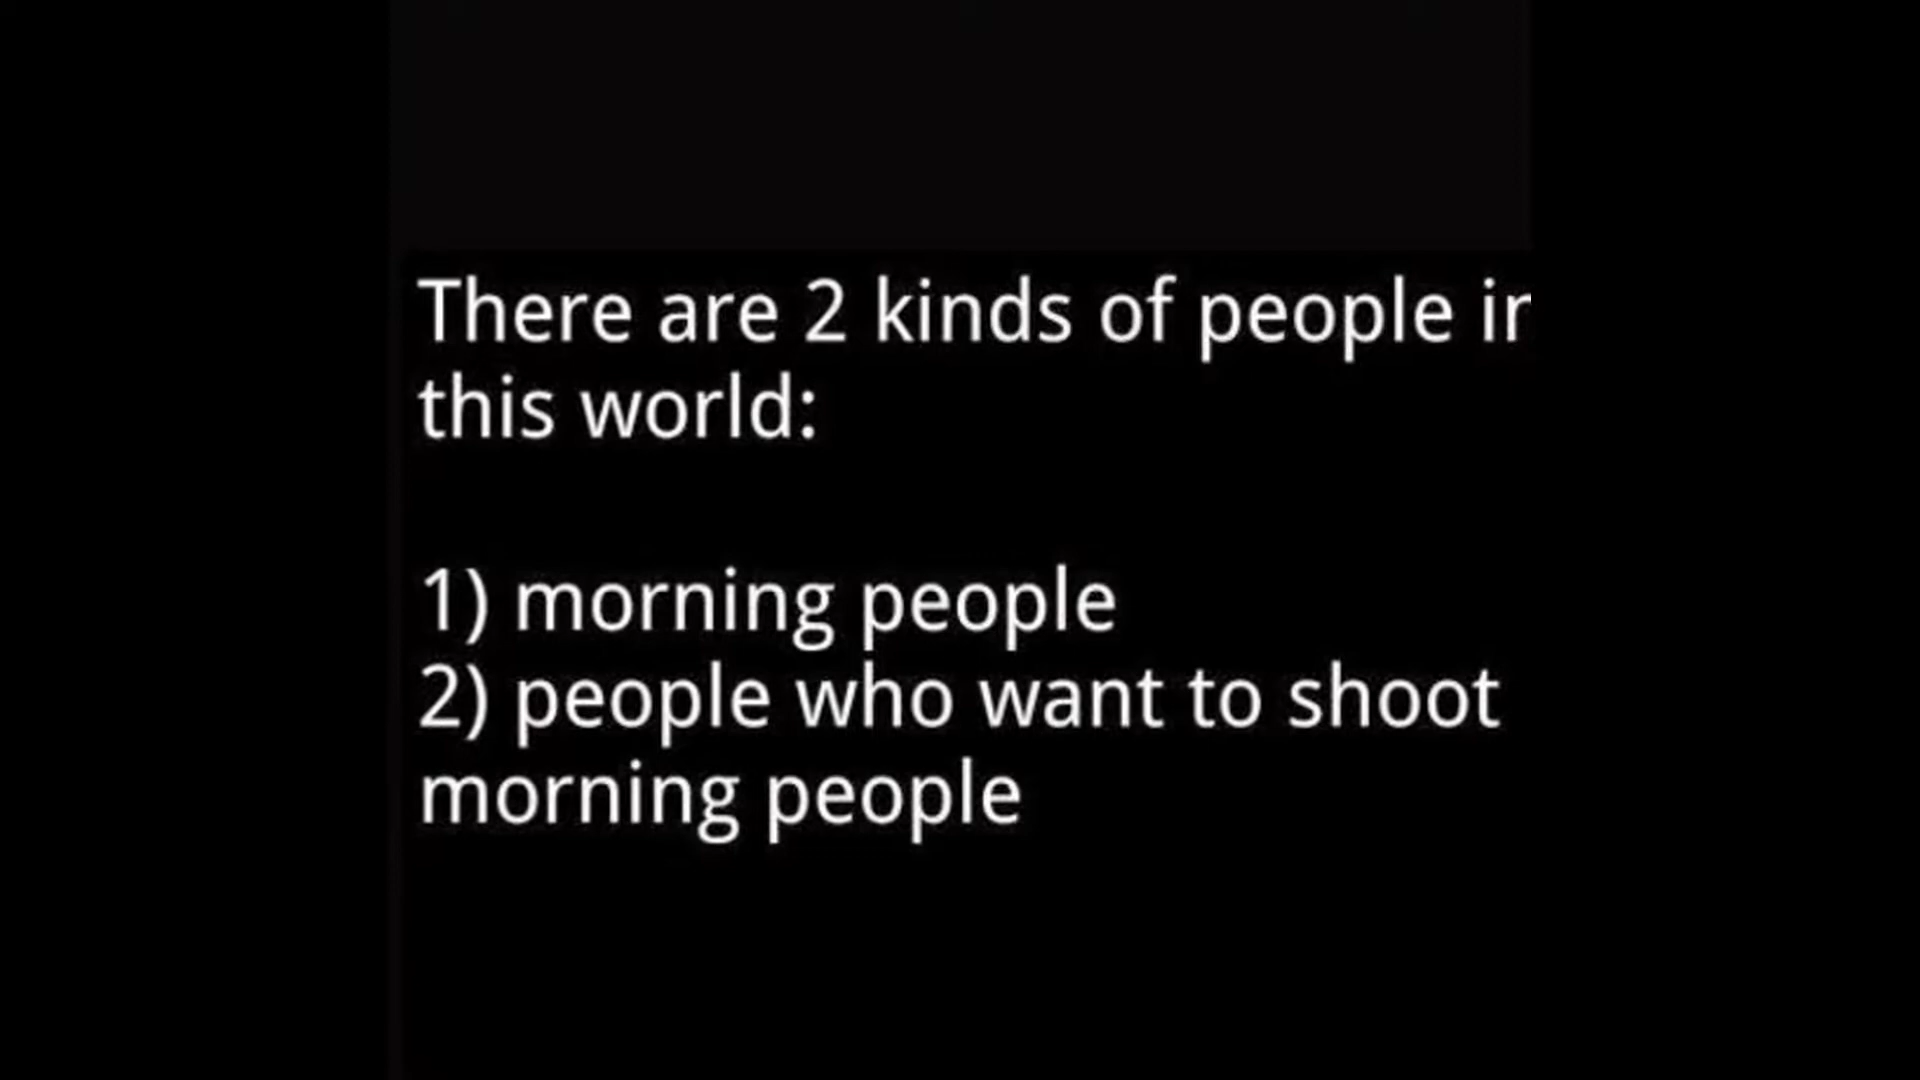 There are 2 kinds of people in
this world:
1) morning people
2) people who want to shoot
morning people